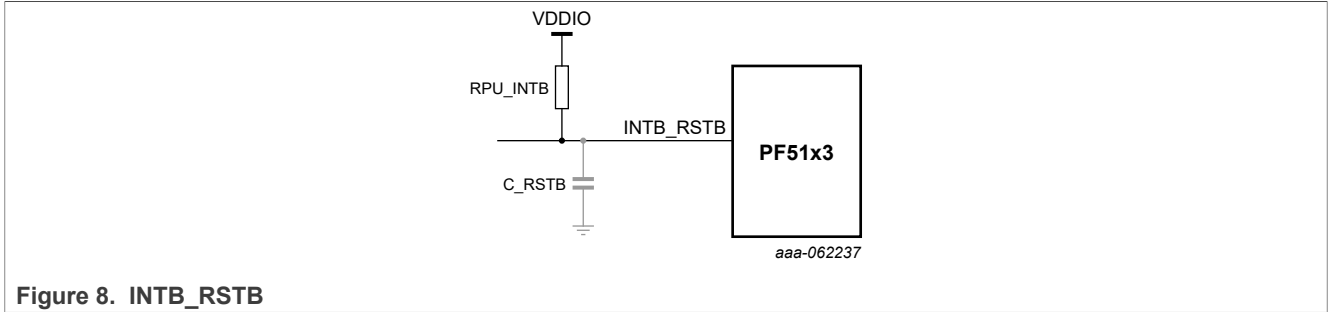 VDDIO
RPU_INTB
INTB_RSTB
PF51x3
C_RSTB
aaa-062237
Figure 8. INTB_RSTB